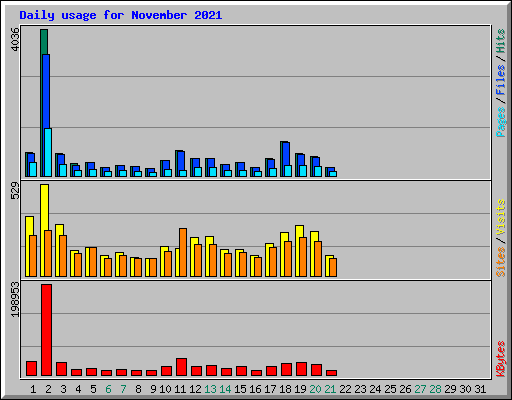 Daily usage for November 2021
4036
Pages / Files / Hits
529
Sites / Visits
198953
KBytes
1 2 3 4 5 6 7 8 9 10 11 12 13 14 15 16 17 18 19 20 21 22 23 24 25 26 27 28 29 30 31